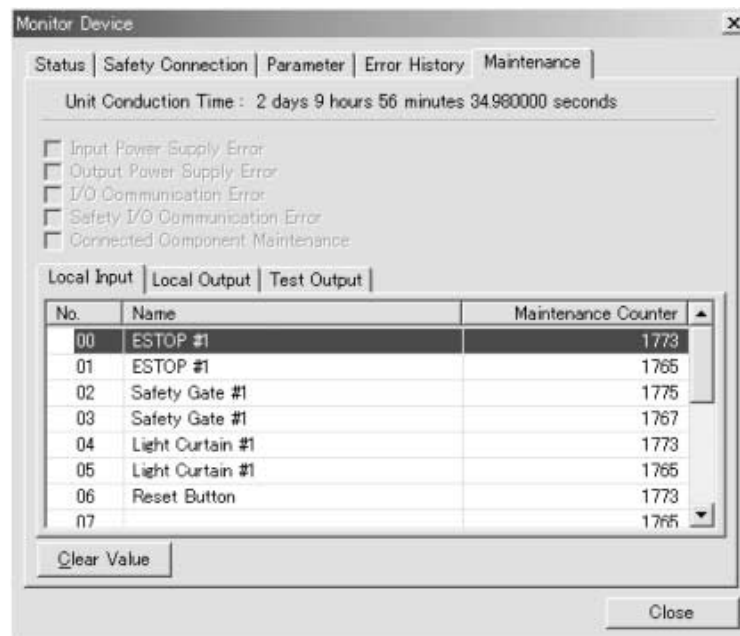 Monitor Device
Status Safety Connection Parameter Error History Maintenance
Unit Conduction Time : 2 days 9 hours 56 minutes 34.980000 seconds
Input Power Supply Error
Output Power Supply Error
I/O Communication Error
Safety I/O Communication Error
Connected Component Maintenance
Local Input Local Output Test Output
No. Name Maintenance Counter
00 ESTOP #1 1773
01 ESTOP #1 1765
02 Safety Gate #1 1775
03 Safety Gate #1 1767
04 Light Curtain #1 1773
05 Light Curtain #1 1765
06 Reset Button 1773
07 1765
Clear Value
Close